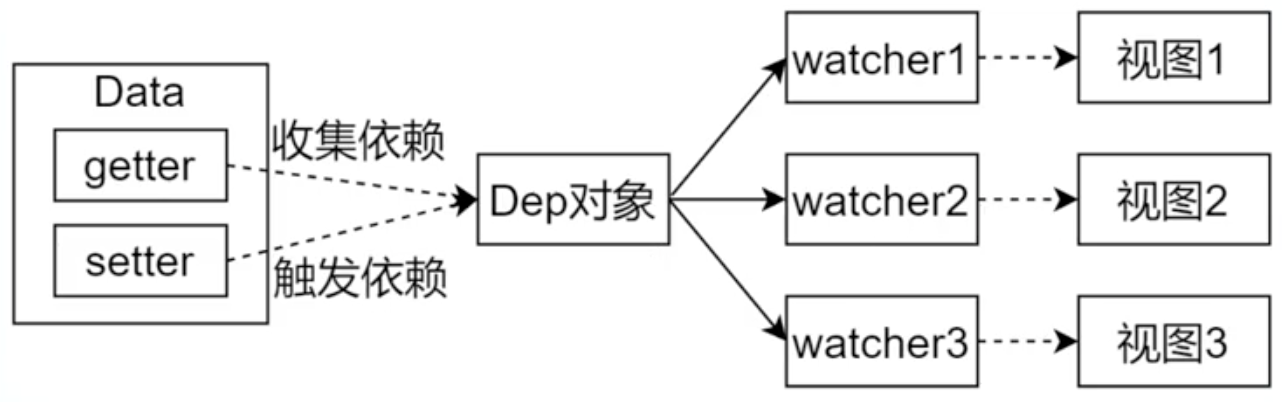 Data
getter
setter
收集依赖
触发依赖
Dep对象
watcher1
视图1
watcher2
视图2
watcher3
视图3